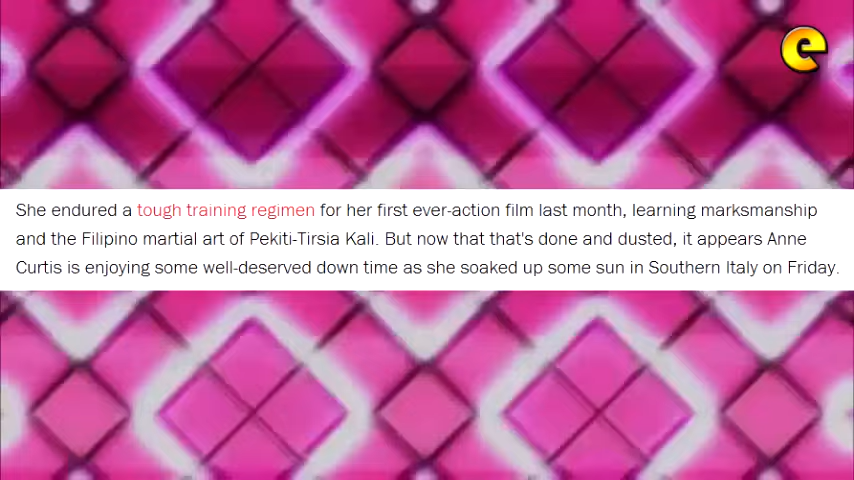 e
She endured a tough training regimen for her first ever-action film last month, learning marksmanship
and the Filipino martial art of Pekiti-Tirsia Kali. But now that that's done and dusted, it appears Anne
Curtis is enjoying some well-deserved down time as she soaked up some sun in Southern Italy on Friday.